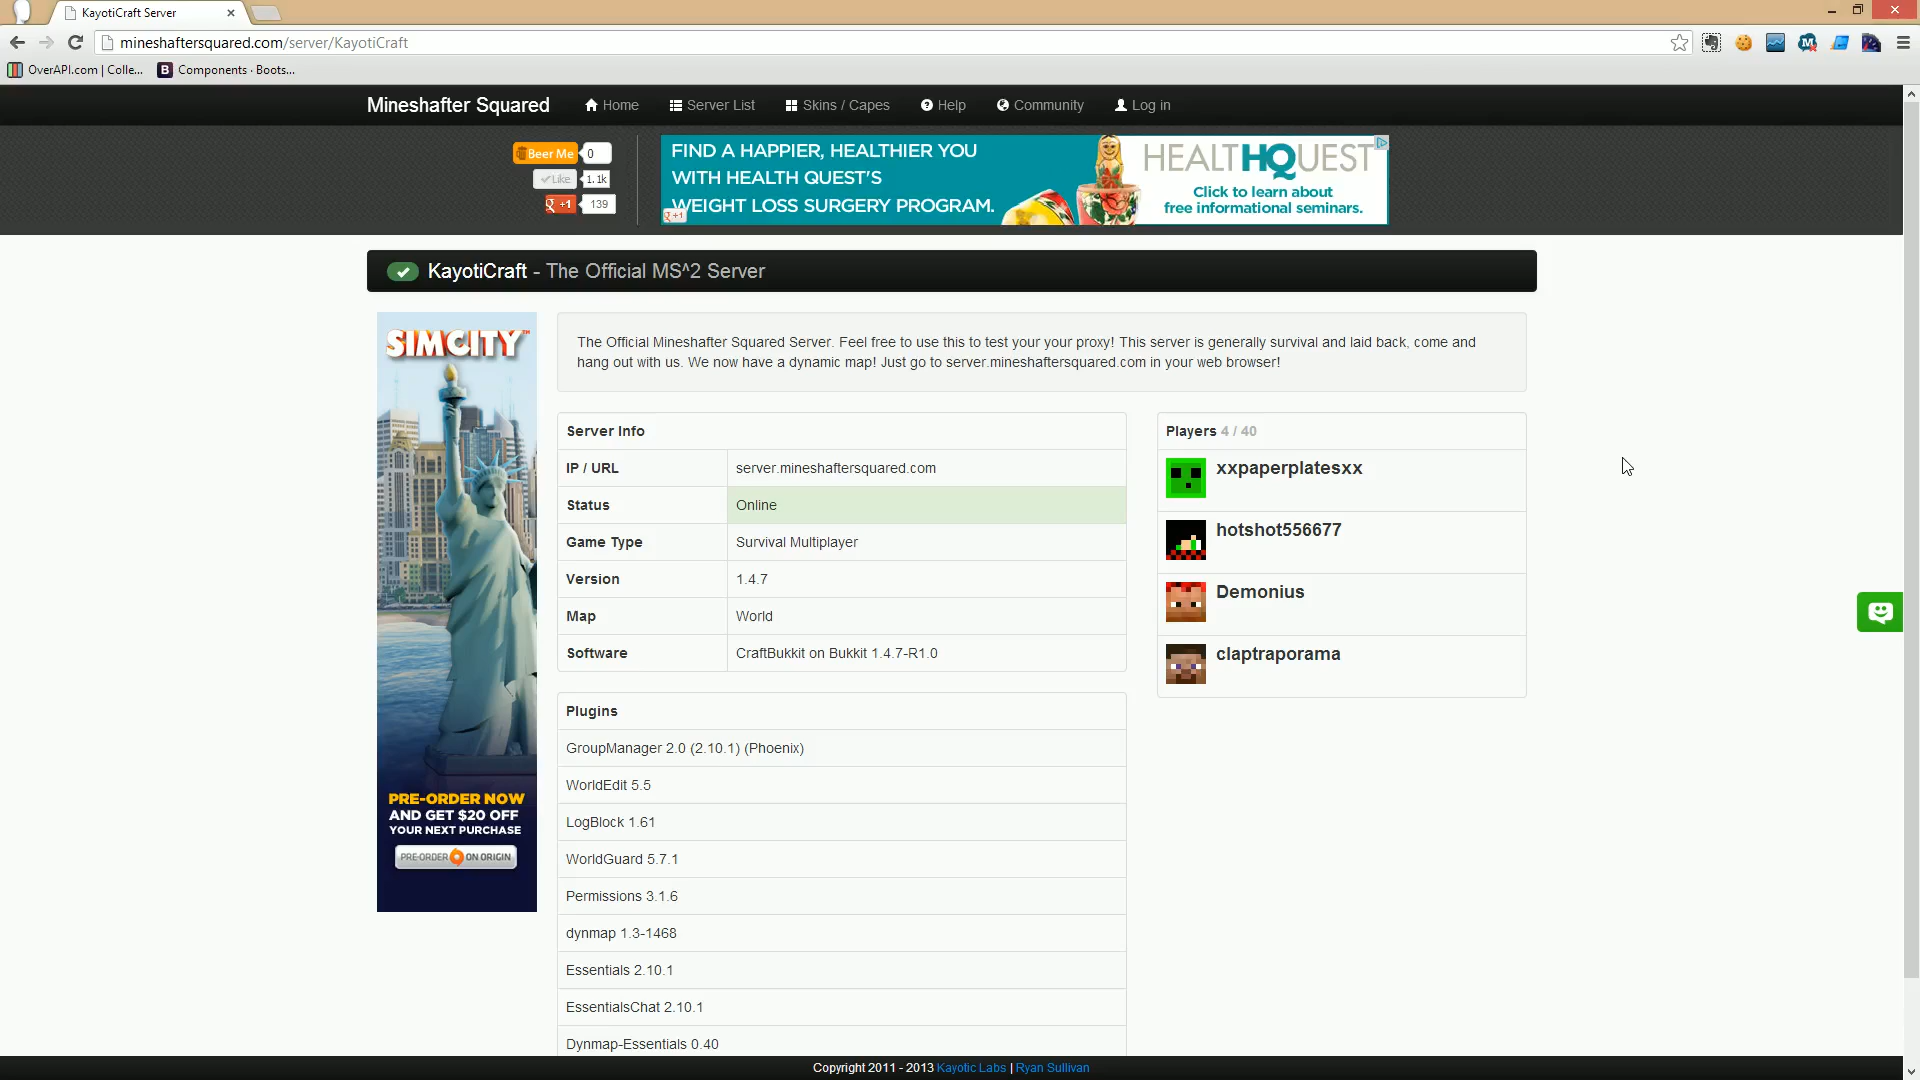 KayotiCraft Server
mineshaftersquared.com/server/KayotiCraft
OverAPI.com | Colle...
B Components · Boots...
Mineshafter Squared
Home
Server List
Skins / Capes
Help
Community
Log in
Beer Me 0
Like 1.1k
+1 139
FIND A HAPPIER, HEALTHIER YOU
WITH HEALTH QUEST'S
WEIGHT LOSS SURGERY PROGRAM.
+1
HEALTHQUEST
Click to learn about
free informational seminars.
KayotiCraft - The Official MS^2 Server
SIMCITY™
PRE-ORDER NOW
AND GET $20 OFF
YOUR NEXT PURCHASE
PRE-ORDER ON ORIGIN
The Official Mineshafter Squared Server. Feel free to use this to test your your proxy! This server is generally survival and laid back, come and
hang out with us. We now have a dynamic map! Just go to server.mineshaftersquared.com in your web browser!
Server Info
IP / URL server.mineshaftersquared.com
Status Online
Game Type Survival Multiplayer
Version 1.4.7
Map World
Software CraftBukkit on Bukkit 1.4.7-R1.0
Players 4 / 40
xxpaperplatesxx
hotshot556677
Demonius
claptraporama
Plugins
GroupManager 2.0 (2.10.1) (Phoenix)
WorldEdit 5.5
LogBlock 1.61
WorldGuard 5.7.1
Permissions 3.1.6
dynmap 1.3-1468
Essentials 2.10.1
EssentialsChat 2.10.1
Dynmap-Essentials 0.40
Copyright 2011 - 2013 Kayotic Labs | Ryan Sullivan